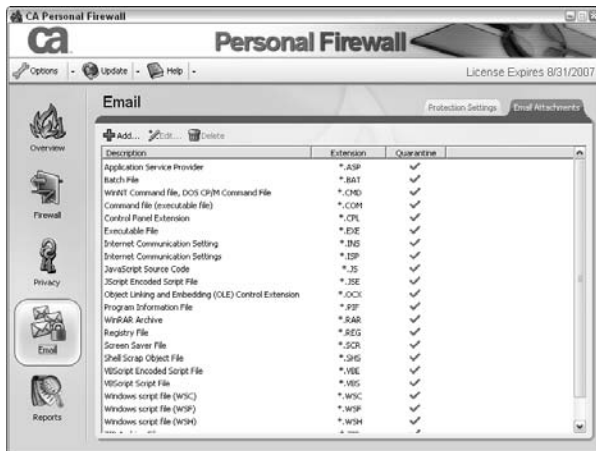 CA Personal Firewall
ca
Personal Firewall
Options
Update
Help
License Expires 8/31/2007
Email
Protection Settings
Email Attachments
Add...
Edit...
Delete
Description Extension Quarantine
Application Service Provider *.ASP
Batch File *.BAT
WinNT Command file, DOS CP/M Command File *.CMD
Command file (executable file) *.COM
Control Panel Extension *.CPL
Executable File *.EXE
Internet Communication Setting *.INS
Internet Communication Settings *.ISP
JavaScript Source Code *.JS
JScript Encoded Script File *.JSE
Object Linking and Embedding (OLE) Control Extension *.OCX
Program Information File *.PIF
WinRAR Archive *.RAR
Registry File *.REG
Screen Saver File *.SCR
Shell Scrap Object File *.SHS
VBScript Encoded Script File *.VBE
VBScript Script File *.VBS
Windows script file (WSC) *.WSC
Windows script file (WSF) *.WSF
Windows script file (WSH) *.WSH
Overview
Firewall
Privacy
Email
Reports